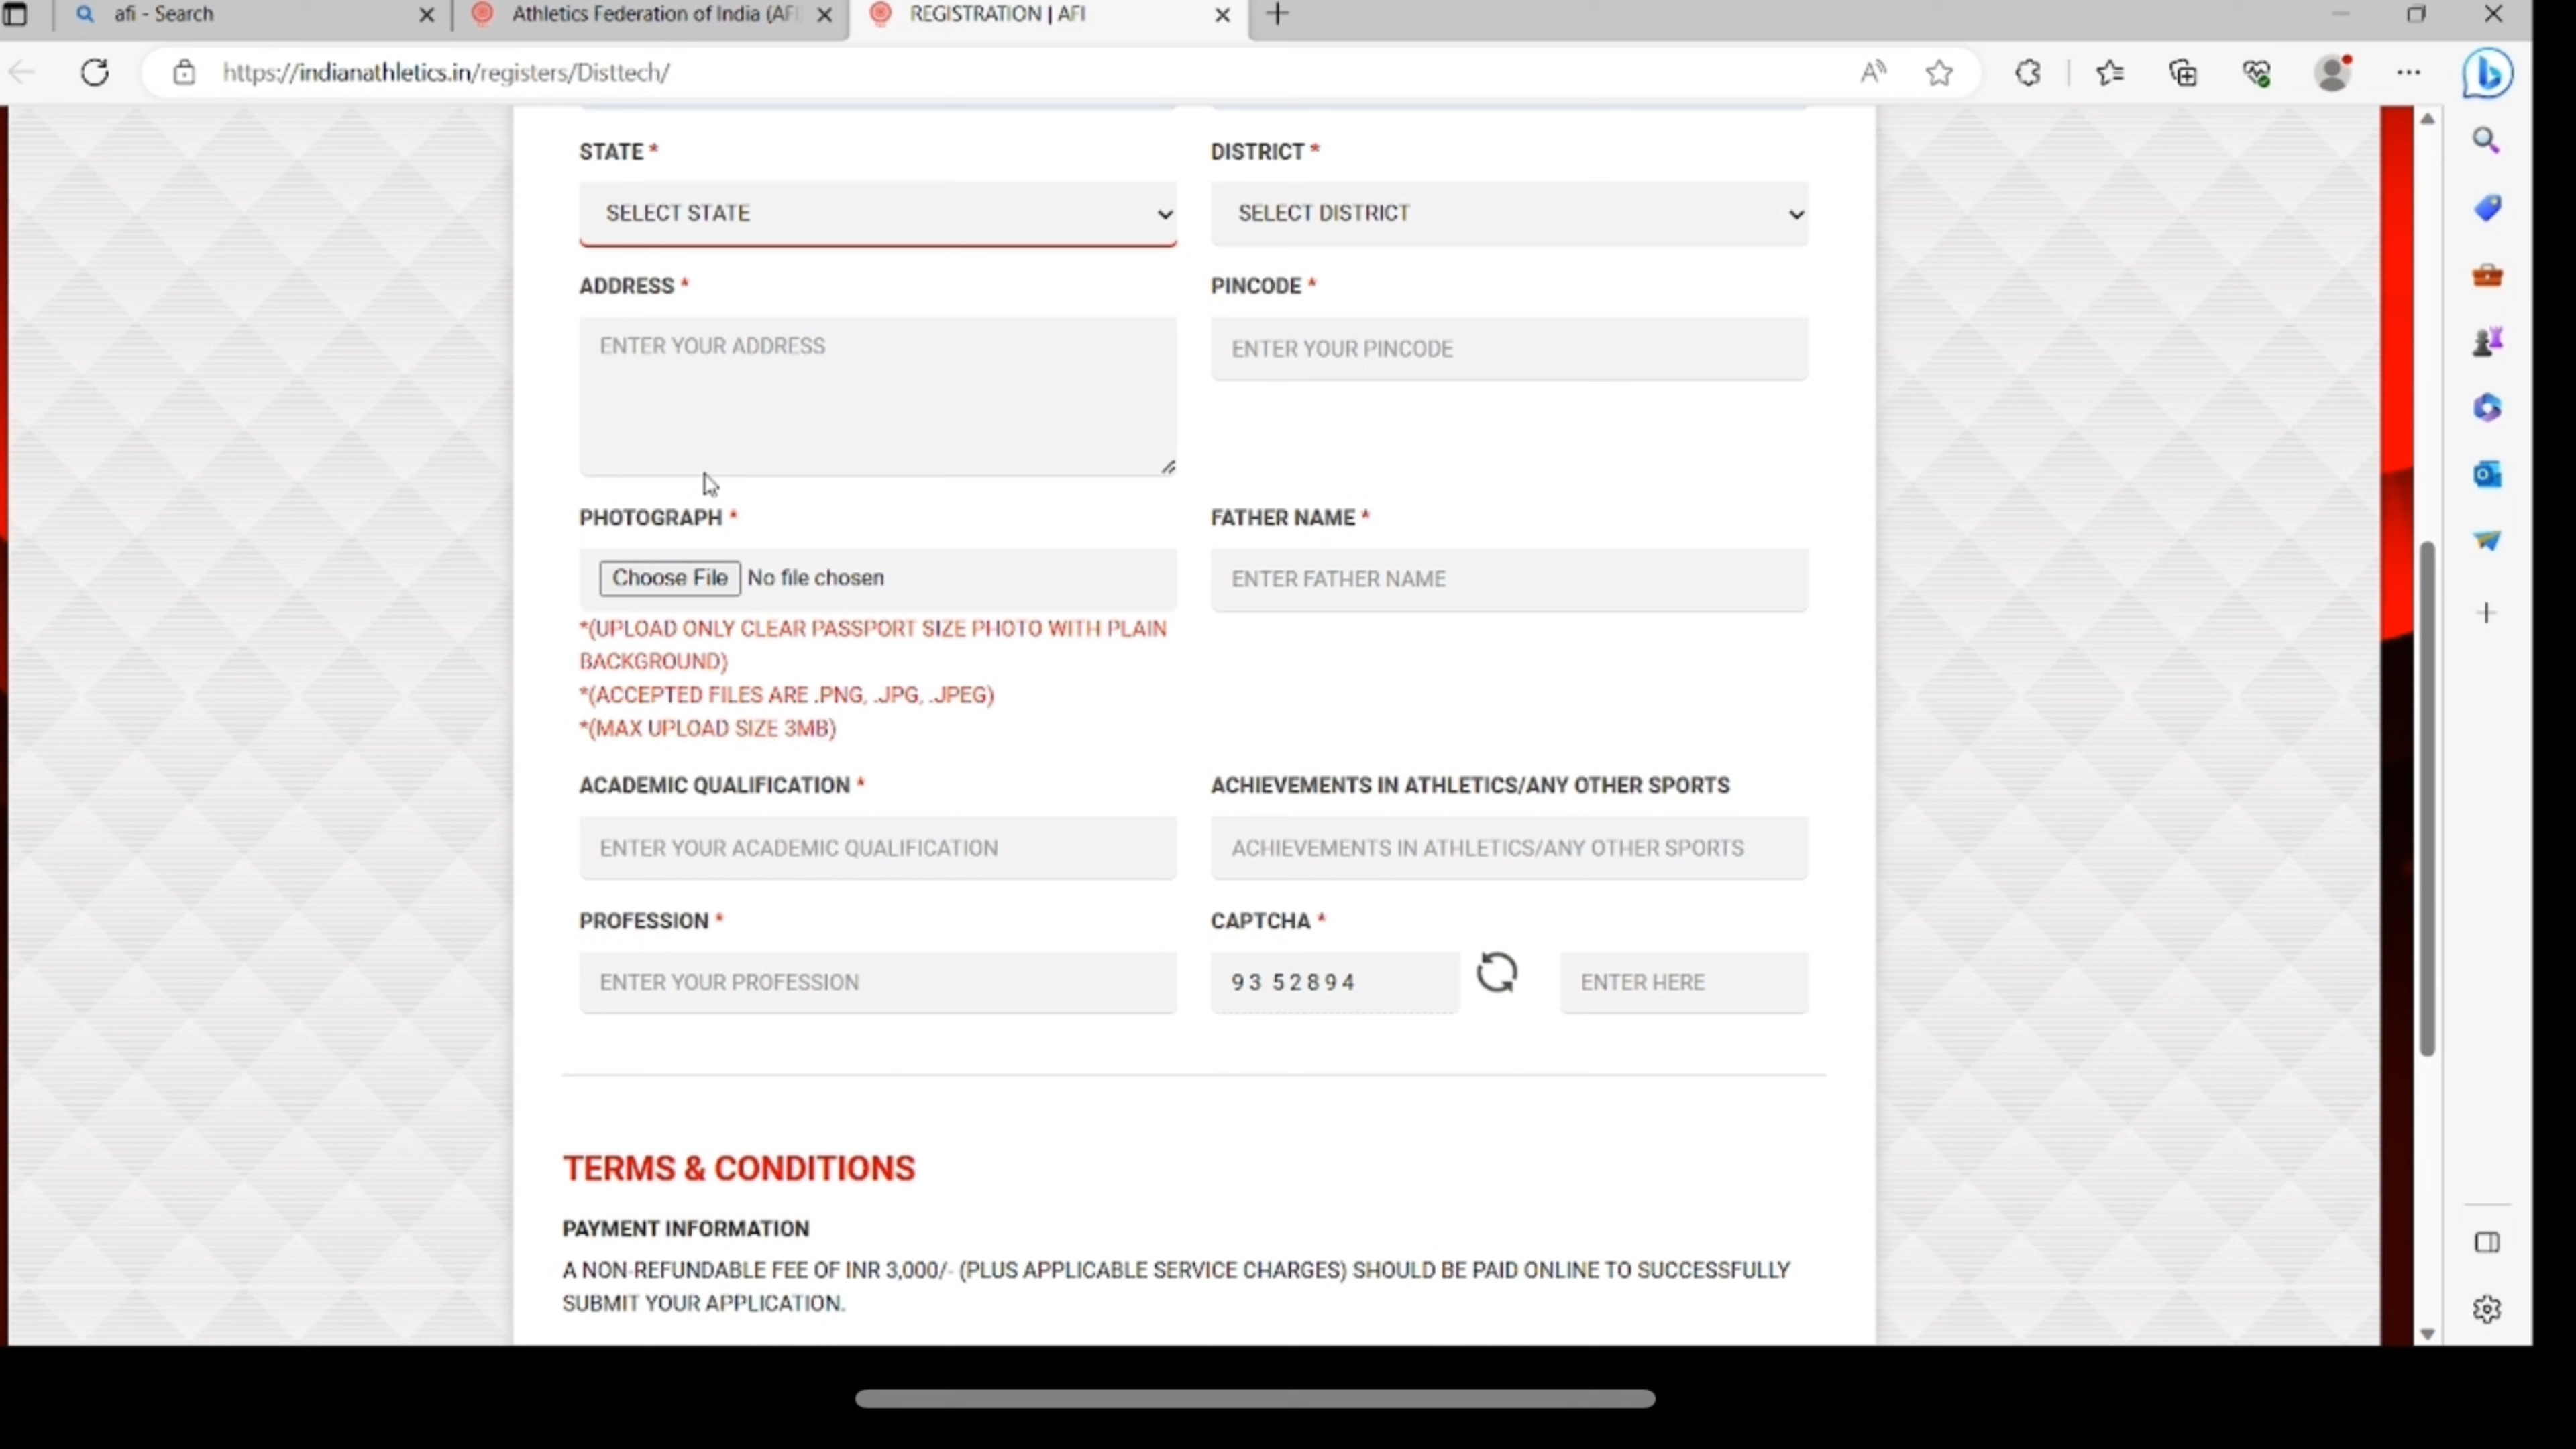 afi - Search
Athletics Federation of India (AFI
REGISTRATION | AFI
https://indianathletics.in/registers/Disttech/
STATE *
DISTRICT *
SELECT STATE
SELECT DISTRICT
ADDRESS *
PINCODE *
ENTER YOUR ADDRESS
ENTER YOUR PINCODE
PHOTOGRAPH *
FATHER NAME *
Choose File No file chosen
ENTER FATHER NAME
*(UPLOAD ONLY CLEAR PASSPORT SIZE PHOTO WITH PLAIN
BACKGROUND)
*(ACCEPTED FILES ARE .PNG, .JPG, .JPEG)
*(MAX UPLOAD SIZE 3MB)
ACADEMIC QUALIFICATION *
ACHIEVEMENTS IN ATHLETICS/ANY OTHER SPORTS
ENTER YOUR ACADEMIC QUALIFICATION
ACHIEVEMENTS IN ATHLETICS/ANY OTHER SPORTS
PROFESSION *
CAPTCHA *
ENTER YOUR PROFESSION
93 52894
ENTER HERE
TERMS & CONDITIONS
PAYMENT INFORMATION
A NON-REFUNDABLE FEE OF INR 3,000/- (PLUS APPLICABLE SERVICE CHARGES) SHOULD BE PAID ONLINE TO SUCCESSFULLY
SUBMIT YOUR APPLICATION.